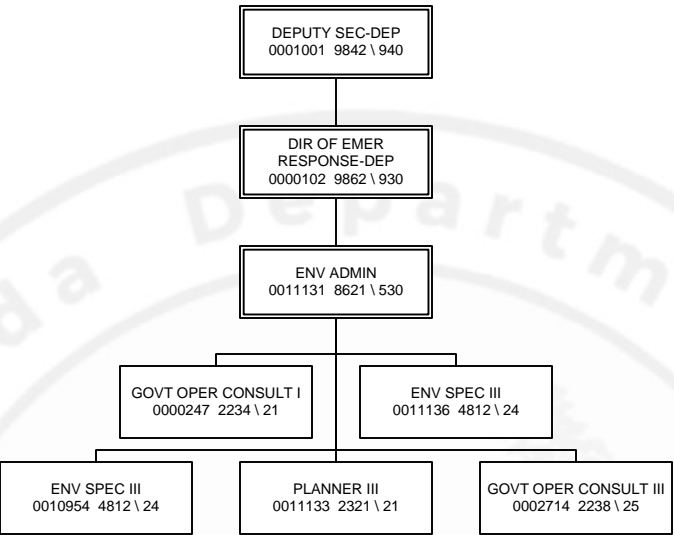 DEPUTY SEC-DEP
0001001 9842 \ 940
DIR OF EMER
RESPONSE-DEP
0000102 9862 \ 930
ENV ADMIN
0011131 8621 \ 530
GOVT OPER CONSULT I
0000247 2234 \ 21
ENV SPEC III
0011136 4812 \ 24
ENV SPEC III
0010954 4812 \ 24
PLANNER III
0011133 2321 \ 21
GOVT OPER CONSULT III
0002714 2238 \ 25
da Departm